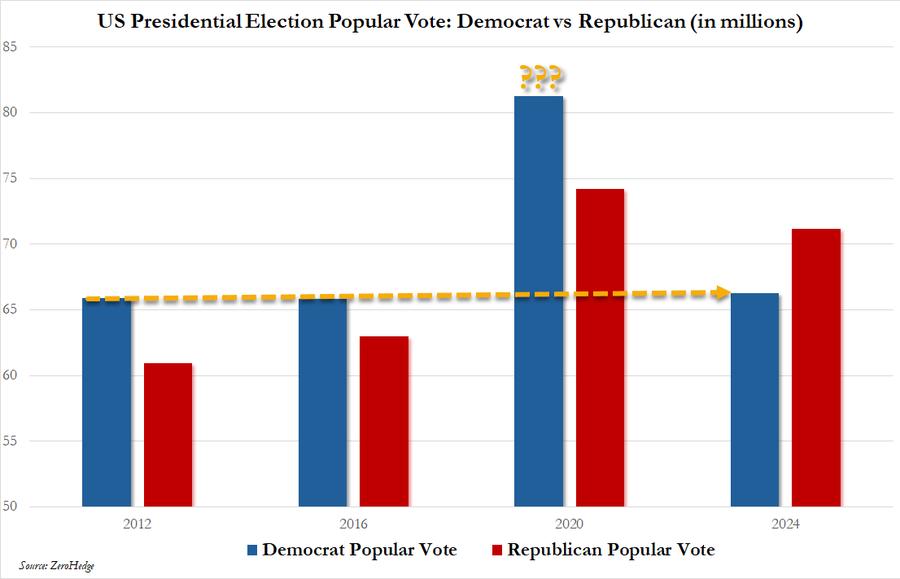 US Presidential Election Popular Vote: Democrat vs Republican (in millions)
85
???
80
75
70
65
60
55
50
2012 2016 2020 2024
Democrat Popular Vote Republican Popular Vote
Source: ZeroHedge